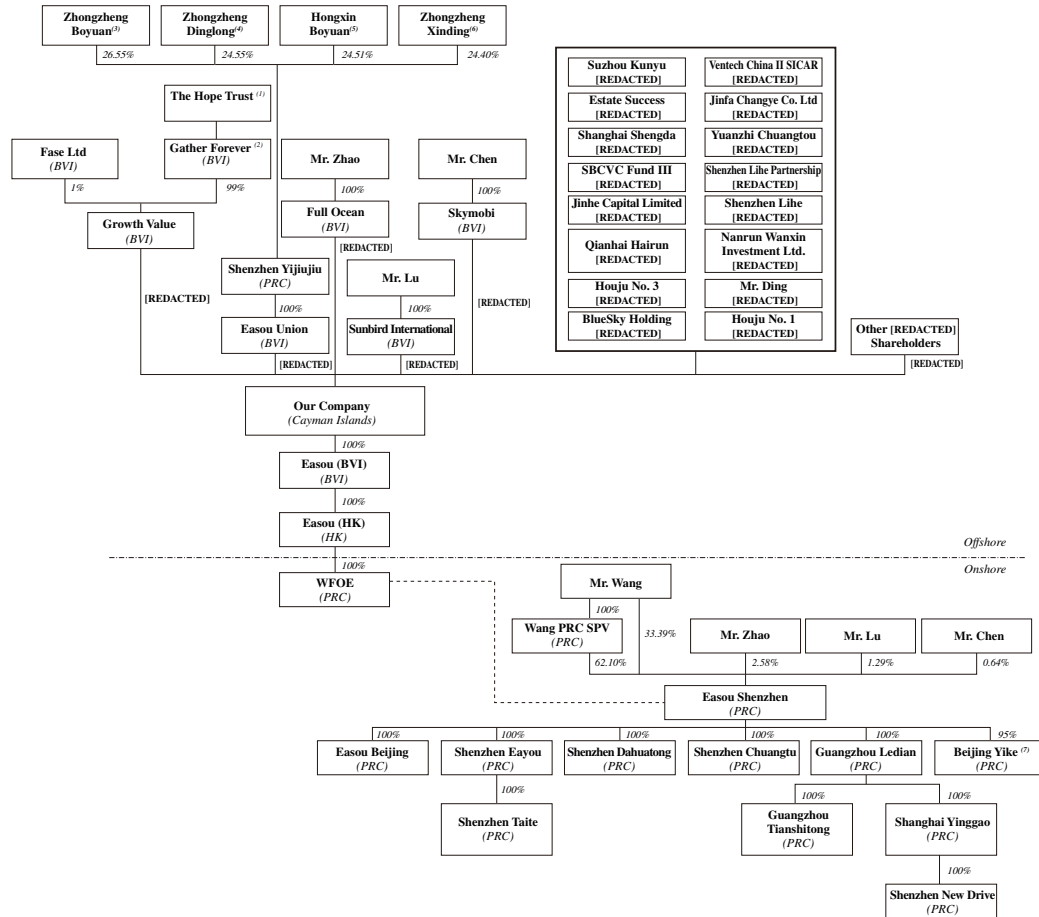 Zhongzheng
Boyuan(3)
Zhongzheng
Dinglong(4)
Hongxin
Boyuan(5)
Zhongzheng
Xinding(6)
26.55%
24.55%
24.51%
24.40%
The Hope Trust (1)
Fase Ltd
(BVI)
Gather Forever (2)
(BVI)
Mr. Zhao
Mr. Chen
1%
99%
100%
100%
Growth Value
(BVI)
Full Ocean
(BVI)
Skymobi
(BVI)
[REDACTED]
Shenzhen Yijiujiu
(PRC)
Mr. Lu
[REDACTED]
[REDACTED]
100%
100%
Easou Union
(BVI)
Sunbird International
(BVI)
[REDACTED]
[REDACTED]
Suzhou Kunyu
[REDACTED]
Ventech China II SICAR
[REDACTED]
Estate Success
[REDACTED]
Jinfa Changye Co. Ltd
[REDACTED]
Shanghai Shengda
[REDACTED]
Yuanzhi Chuangtou
[REDACTED]
SBCVC Fund III
[REDACTED]
Shenzhen Lihe Partnership
[REDACTED]
Jinhe Capital Limited
[REDACTED]
Shenzhen Lihe
[REDACTED]
Qianhai Hairun
[REDACTED]
Nanrun Wanxin
Investment Ltd.
[REDACTED]
Houju No. 3
[REDACTED]
Mr. Ding
[REDACTED]
BlueSky Holding
[REDACTED]
Houju No. 1
[REDACTED]
Other [REDACTED]
Shareholders
[REDACTED]
Our Company
(Cayman Islands)
100%
Easou (BVI)
(BVI)
100%
Easou (HK)
(HK)
Offshore
Onshore
100%
WFOE
(PRC)
Mr. Wang
100%
Wang PRC SPV
(PRC)
33.39%
Mr. Zhao
Mr. Lu
Mr. Chen
62.10%
2.58%
1.29%
0.64%
Easou Shenzhen
(PRC)
100%
100%
100%
100%
100%
95%
Easou Beijing
(PRC)
Shenzhen Eayou
(PRC)
Shenzhen Dahuatong
(PRC)
Shenzhen Chuangtu
(PRC)
Guangzhou Ledian
(PRC)
Beijing Yike (7)
(PRC)
100%
100%
100%
Shenzhen Taite
(PRC)
Guangzhou
Tianshitong
(PRC)
Shanghai Yinggao
(PRC)
100%
Shenzhen New Drive
(PRC)